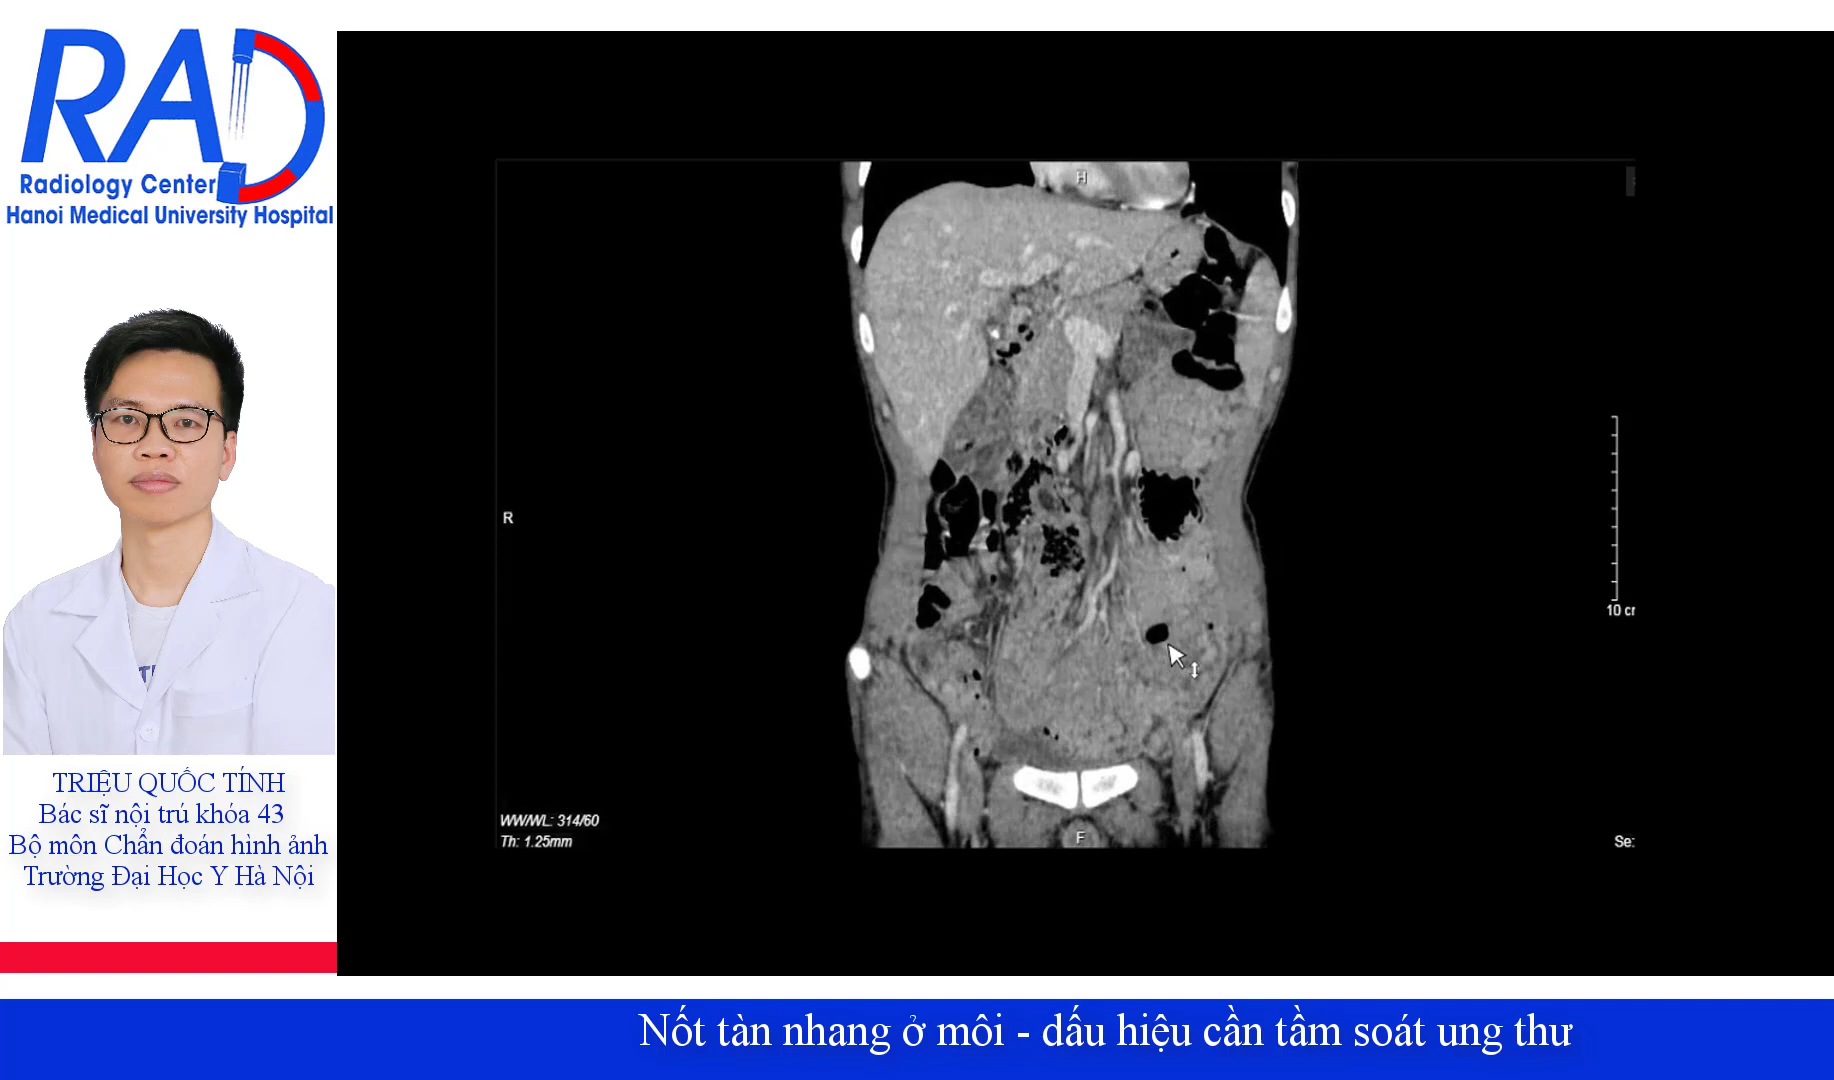 RAD
Radiology Center
Hanoi Medical University Hospital
TRIỆU QUỐC TÍNH
Bác sĩ nội trú khóa 43
Bộ môn Chẩn đoán hình ảnh
Trường Đại Học Y Hà Nội
H
R
10 cr
WW/WL: 314/60
Th: 1.25mm
F
Se:
Nốt tàn nhang ở môi - dấu hiệu cần tầm soát ung thư